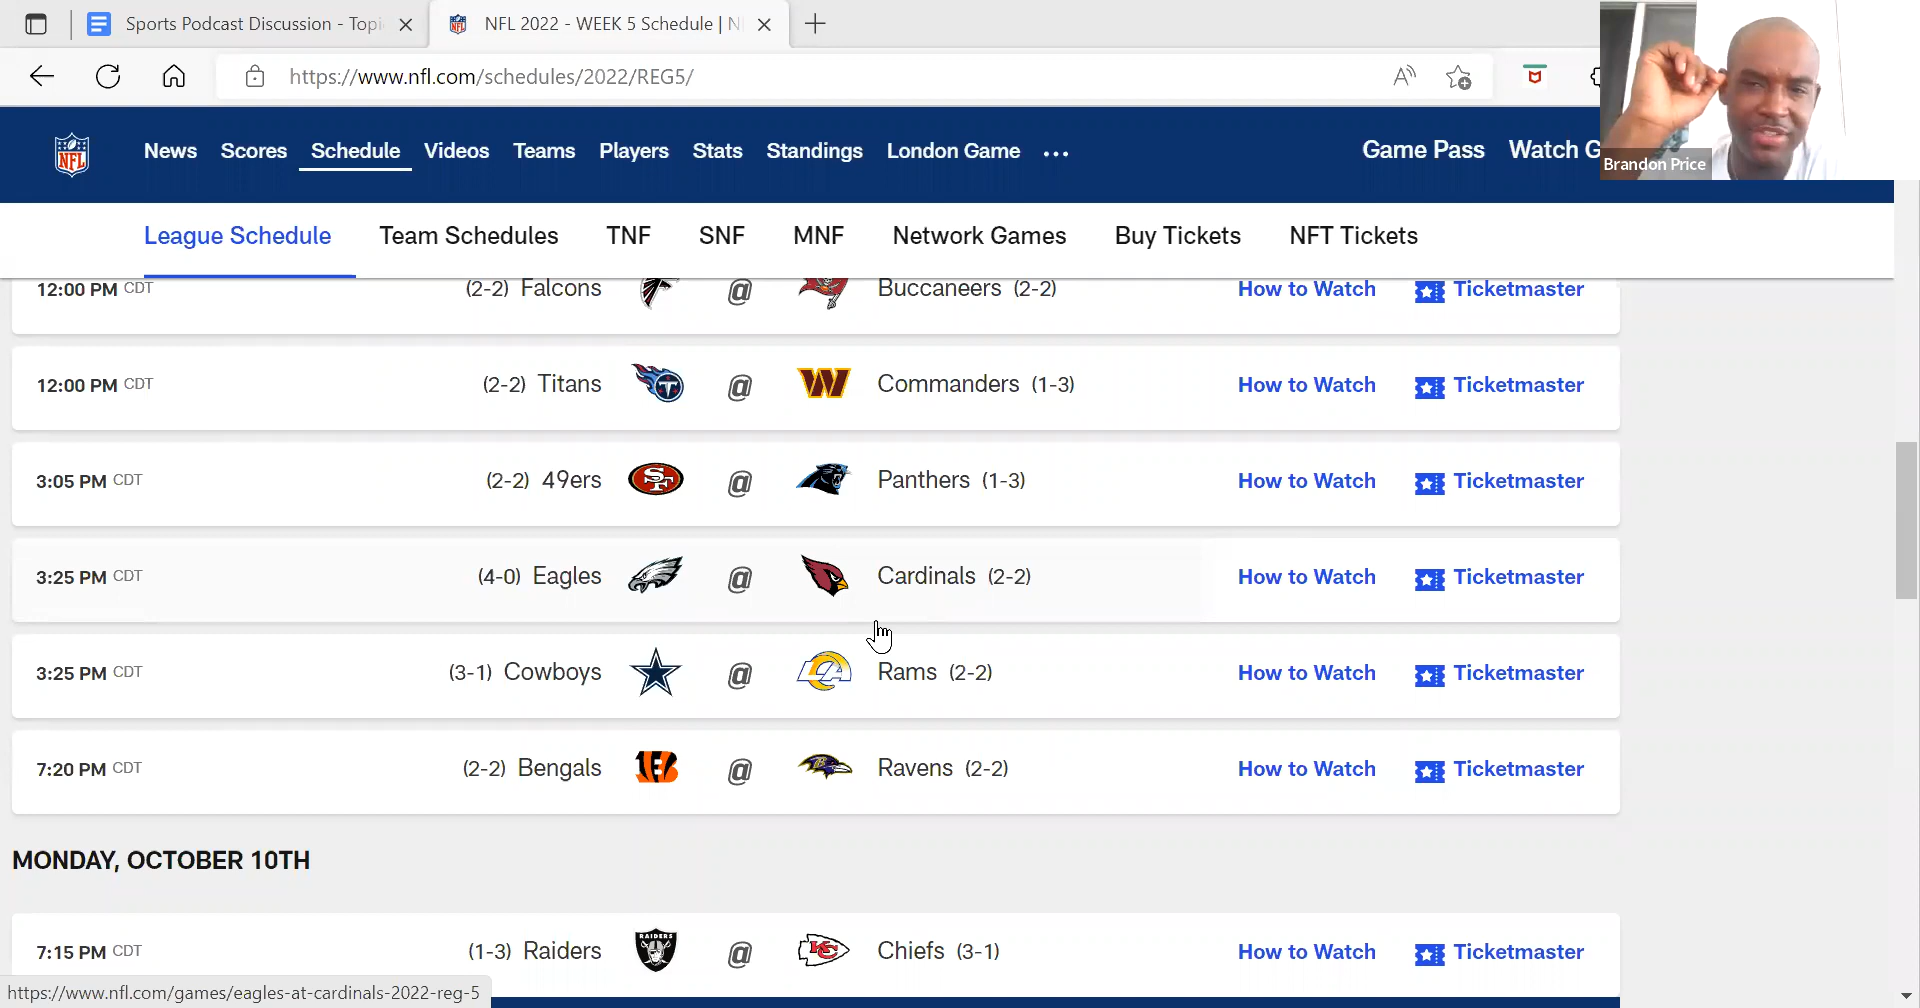 Sports Podcast Discussion - Topi
NFL 2022 - WEEK 5 Schedule | N
https://www.nfl.com/schedules/2022/REG5/
Brandon Price
NFL News Scores Schedule Videos Teams Players Stats Standings London Game ... Game Pass Watch G
League Schedule Team Schedules TNF SNF MNF Network Games Buy Tickets NFT Tickets
12:00 PM CDT (2-2) Falcons @ Buccaneers (2-2) How to Watch Ticketmaster
12:00 PM CDT (2-2) Titans @ Commanders (1-3) How to Watch Ticketmaster
3:05 PM CDT (2-2) 49ers SF @ Panthers (1-3) How to Watch Ticketmaster
3:25 PM CDT (4-0) Eagles @ Cardinals (2-2) How to Watch Ticketmaster
3:25 PM CDT (3-1) Cowboys @ LA Rams (2-2) How to Watch Ticketmaster
7:20 PM CDT (2-2) Bengals @ Ravens (2-2) How to Watch Ticketmaster
MONDAY, OCTOBER 10TH
7:15 PM CDT (1-3) Raiders RAIDERS @ KC Chiefs (3-1) How to Watch Ticketmaster
https://www.nfl.com/games/eagles-at-cardinals-2022-reg-5